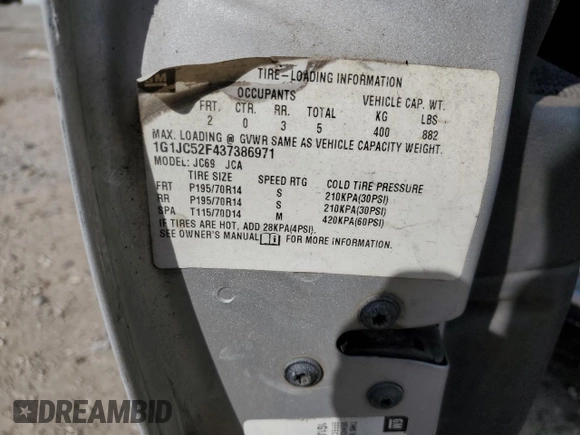 GM
TIRE-LOADING INFORMATION
OCCUPANTS VEHICLE CAP. WT.
FRT. CTR. RR. TOTAL KG LBS
2 0 3 5 400 882
MAX. LOADING @ GVWR SAME AS VEHICLE CAPACITY WEIGHT.
1G1JC52F437386971
MODEL: JC69 JCA
TIRE SIZE SPEED RTG COLD TIRE PRESSURE
FRT P195/70R14 S 210KPA(30PSI)
RR P195/70R14 S 210KPA(30PSI)
SPA T115/70D14 M 420KPA(60PSI)
IF TIRES ARE HOT, ADD 28KPA(4PSI).
SEE OWNER'S MANUAL FOR MORE INFORMATION.
GM
DREAMBID